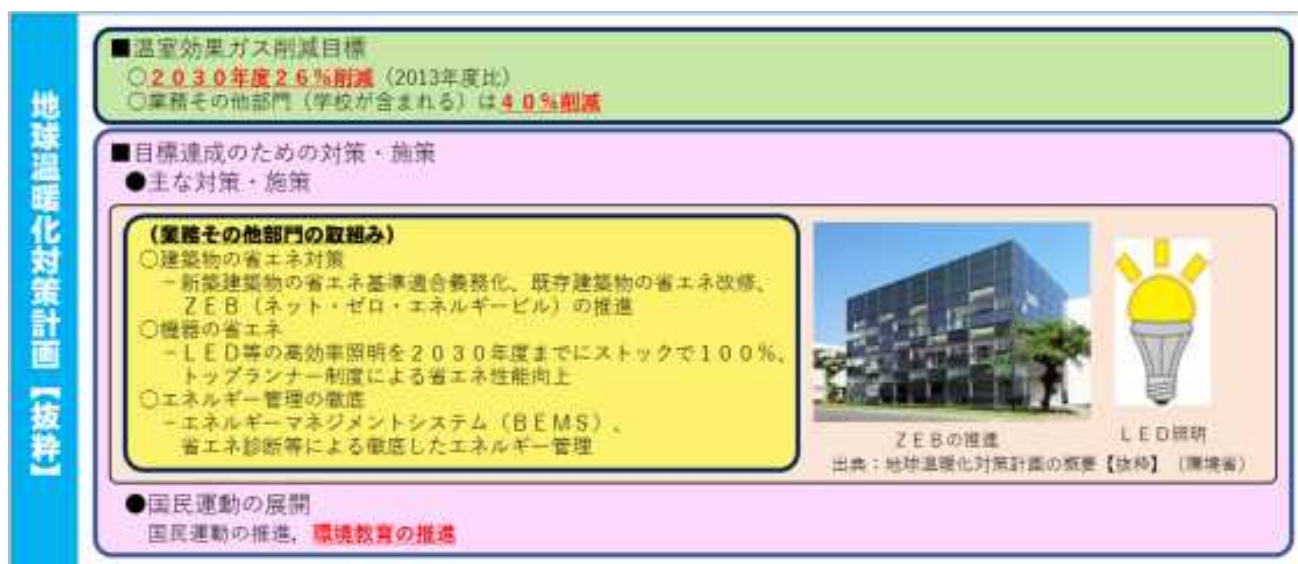 地球温暖化対策計画【抜粋】
■温室効果ガス削減目標
○2030年度26%削減（2013年度比）
○業務その他部門（学校が含まれる）は40%削減
■目標達成のための対策・施策
●主な対策・施策
（業務その他部門の取組み）
○建築物の省エネ対策
－新築建築物の省エネ基準適合義務化、既存建築物の省エネ改修、
ZEB（ネット・ゼロ・エネルギービル）の推進
○機器の省エネ
－LED等の高効率照明を2030年度までにストックで100%、
トップランナー制度による省エネ性能向上
○エネルギー管理の徹底
－エネルギーマネジメントシステム（BEMS）、
省エネ診断等による徹底したエネルギー管理
ZEBの推進
LED照明
出典：地球温暖化対策計画の概要【抜粋】（環境省）
●国民運動の展開
国民運動の推進，環境教育の推進